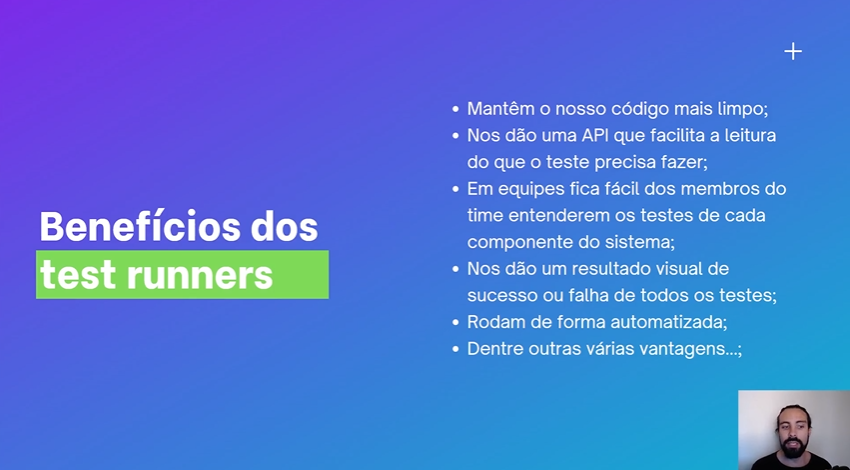 Benefícios dos
test runners
• Mantêm o nosso código mais limpo;
• Nos dão uma API que facilita a leitura
do que o teste precisa fazer;
• Em equipes fica fácil dos membros do
time entenderem os testes de cada
componente do sistema;
• Nos dão um resultado visual de
sucesso ou falha de todos os testes;
• Rodam de forma automatizada;
• Dentre outras várias vantagens...;